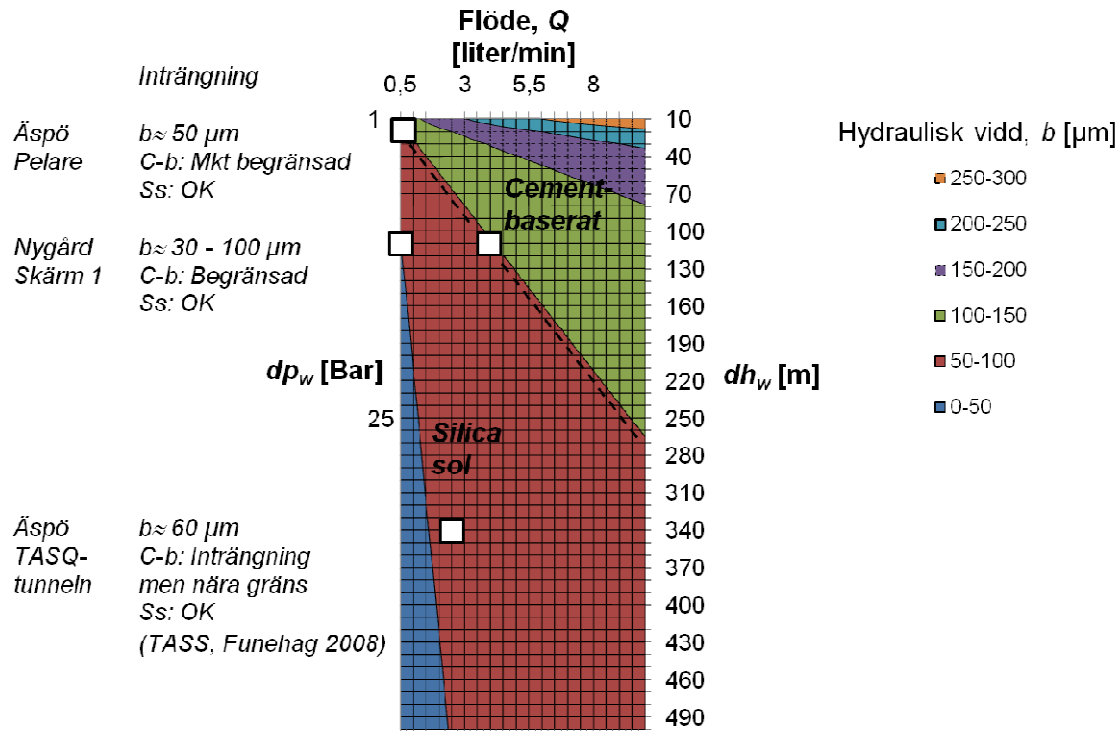 Flöde, Q
[liter/min]
0,5 3 5,5 8
Inträngning
Äspö
Pelare
b≈ 50 µm
C-b: Mkt begränsad
Ss: OK
Nygård
Skärm 1
b≈ 30 - 100 µm
C-b: Begränsad
Ss: OK
Äspö
TASQ-
tunneln
b≈ 60 µm
C-b: Inträngning
men nära gräns
Ss: OK
(TASS, Funehag 2008)
1
dpw [Bar]
25
Cement-
baserat
Silica
sol
10
40
70
100
130
160
190
220
250
280
310
340
370
400
430
460
490
dhw [m]
Hydraulisk vidd, b [µm]
250-300
200-250
150-200
100-150
50-100
0-50